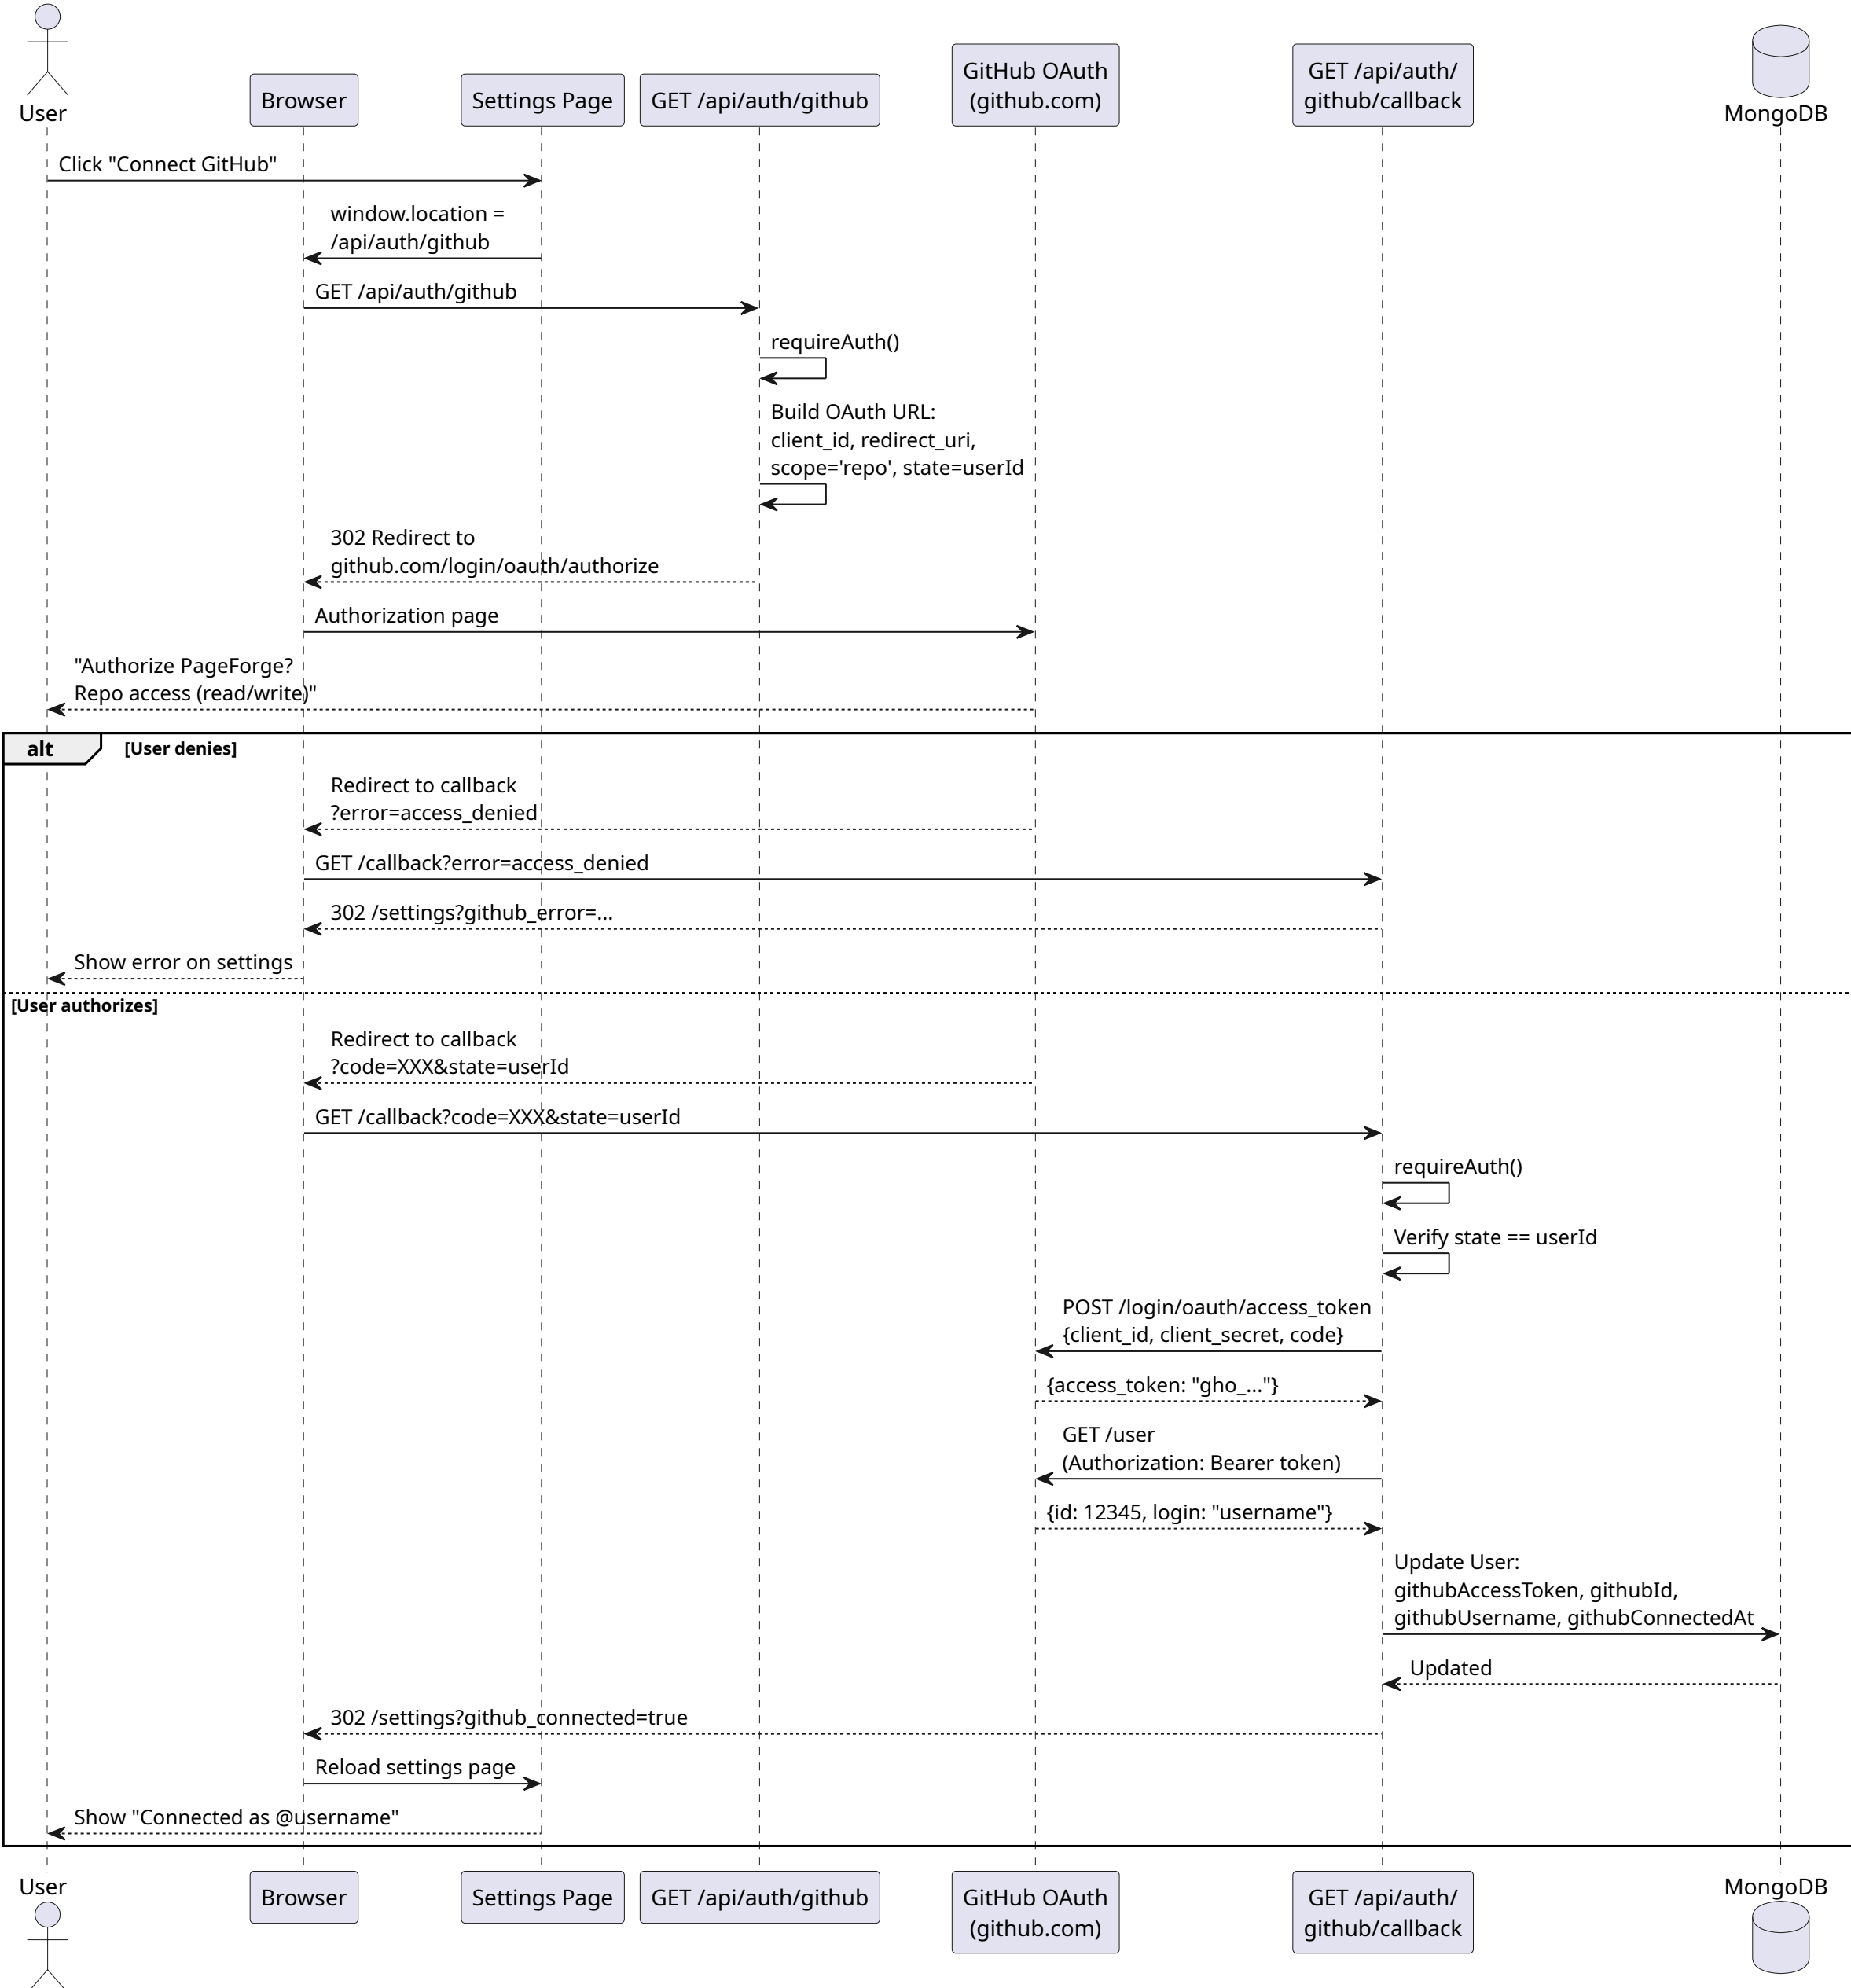 User
Browser
Settings Page
GET /api/auth/github
GitHub OAuth
(github.com)
GET /api/auth/
github/callback
MongoDB
Click "Connect GitHub"
window.location =
/api/auth/github
GET /api/auth/github
requireAuth()
Build OAuth URL:
client_id, redirect_uri,
scope='repo', state=userId
302 Redirect to
github.com/login/oauth/authorize
Authorization page
"Authorize PageForge?
Repo access (read/write)"
alt
[User denies]
Redirect to callback
?error=access_denied
GET /callback?error=access_denied
302 /settings?github_error=...
Show error on settings
[User authorizes]
Redirect to callback
?code=XXX&state=userId
GET /callback?code=XXX&state=userId
requireAuth()
Verify state == userId
POST /login/oauth/access_token
{client_id, client_secret, code}
{access_token: "gho_..."}
GET /user
(Authorization: Bearer token)
{id: 12345, login: "username"}
Update User:
githubAccessToken, githubId,
githubUsername, githubConnectedAt
Updated
302 /settings?github_connected=true
Reload settings page
Show "Connected as @username"
User
Browser
Settings Page
GET /api/auth/github
GitHub OAuth
(github.com)
GET /api/auth/
github/callback
MongoDB